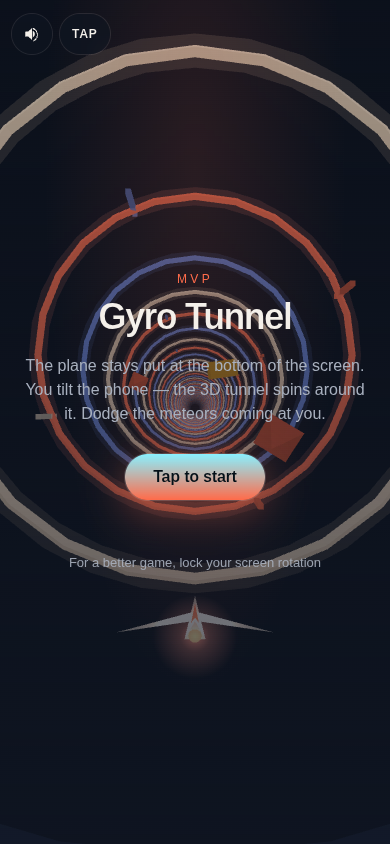 TAP
MVP
Gyro Tunnel
The plane stays put at the bottom of the screen.
You tilt the phone — the 3D tunnel spins around
it. Dodge the meteors coming at you.
Tap to start
For a better game, lock your screen rotation